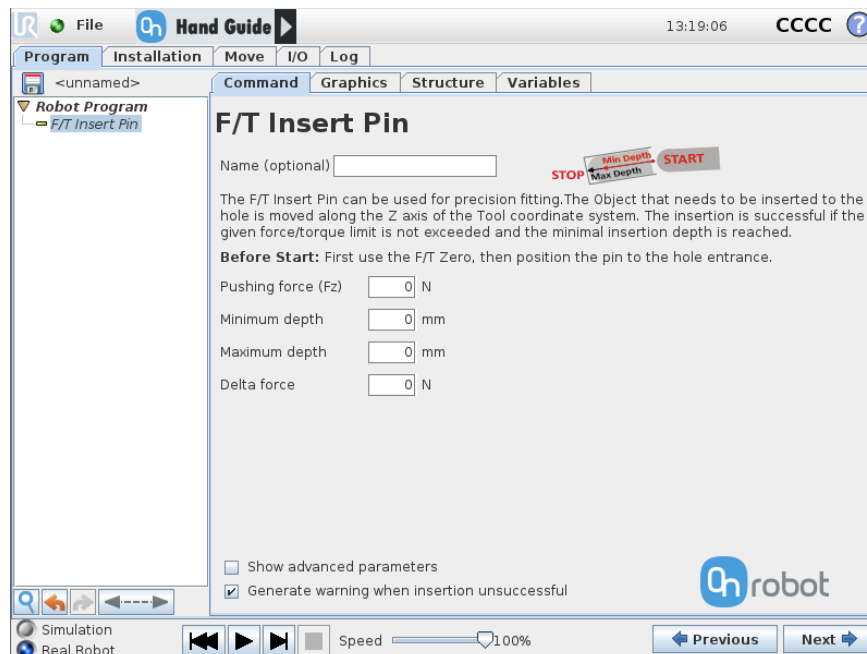 UR File On Hand Guide 13:19:06 CCCC ?
Program Installation Move I/O Log
<unnamed> Command Graphics Structure Variables
Robot Program
F/T Insert Pin
F/T Insert Pin
Name (optional)
Min Depth START
STOP Max Depth
The F/T Insert Pin can be used for precision fitting.The Object that needs to be inserted to the
hole is moved along the Z axis of the Tool coordinate system. The insertion is successful if the
given force/torque limit is not exceeded and the minimal insertion depth is reached.
Before Start: First use the F/T Zero, then position the pin to the hole entrance.
Pushing force (Fz) 0 N
Minimum depth 0 mm
Maximum depth 0 mm
Delta force 0 N
Show advanced parameters
Generate warning when insertion unsuccessful
On robot
Simulation
Real Robot
Speed 100% Previous Next